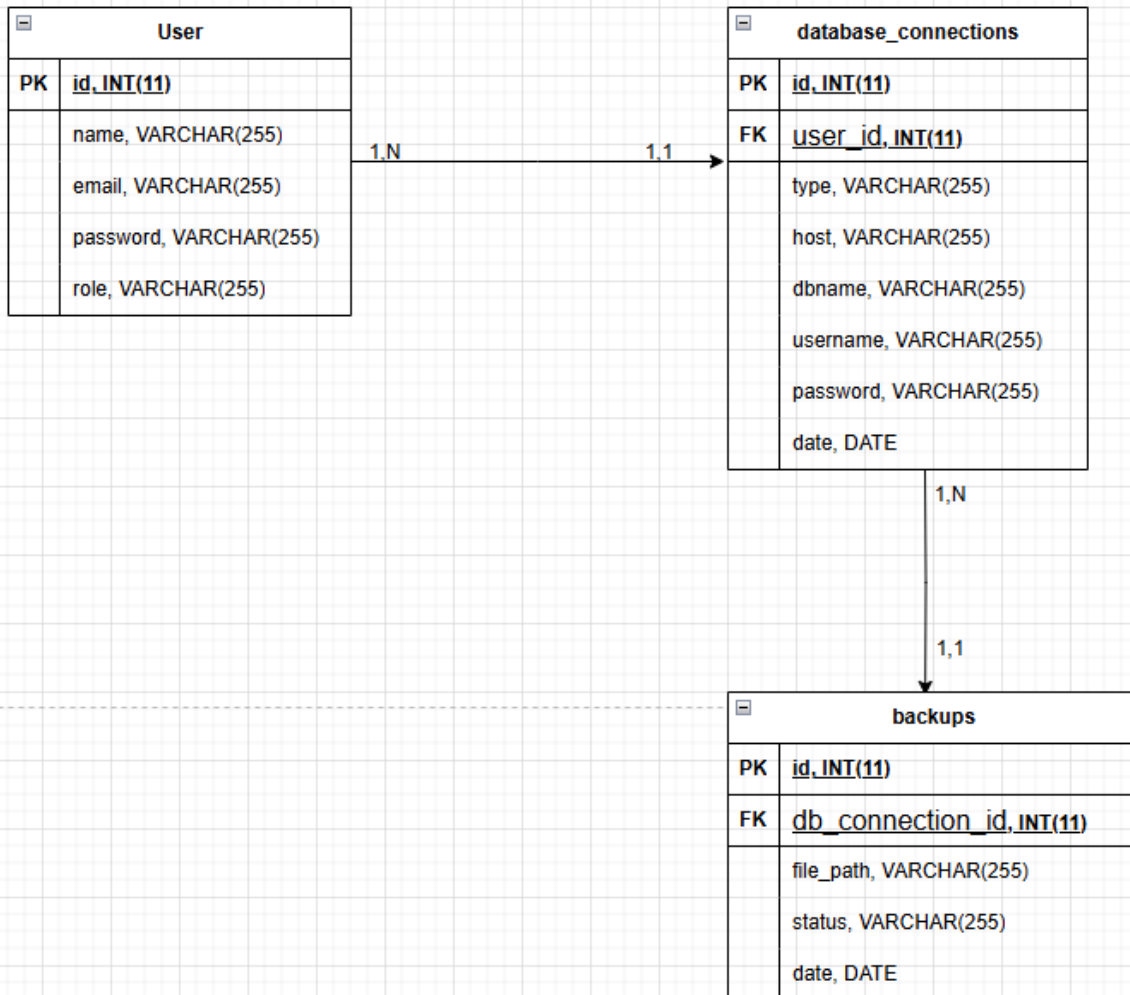 User
PK id, INT(11)
name, VARCHAR(255)
email, VARCHAR(255)
password, VARCHAR(255)
role, VARCHAR(255)
1,N
1,1
database_connections
PK id, INT(11)
FK user_id, INT(11)
type, VARCHAR(255)
host, VARCHAR(255)
dbname, VARCHAR(255)
username, VARCHAR(255)
password, VARCHAR(255)
date, DATE
1,N
1,1
backups
PK id, INT(11)
FK db_connection_id, INT(11)
file_path, VARCHAR(255)
status, VARCHAR(255)
date, DATE